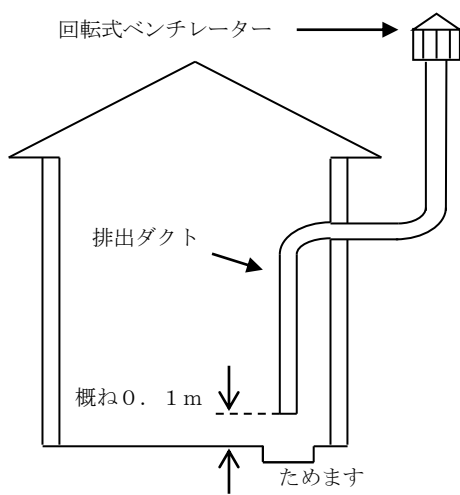 回転式ベンチレーター
排出ダクト
概ね０．１ｍ
ためます